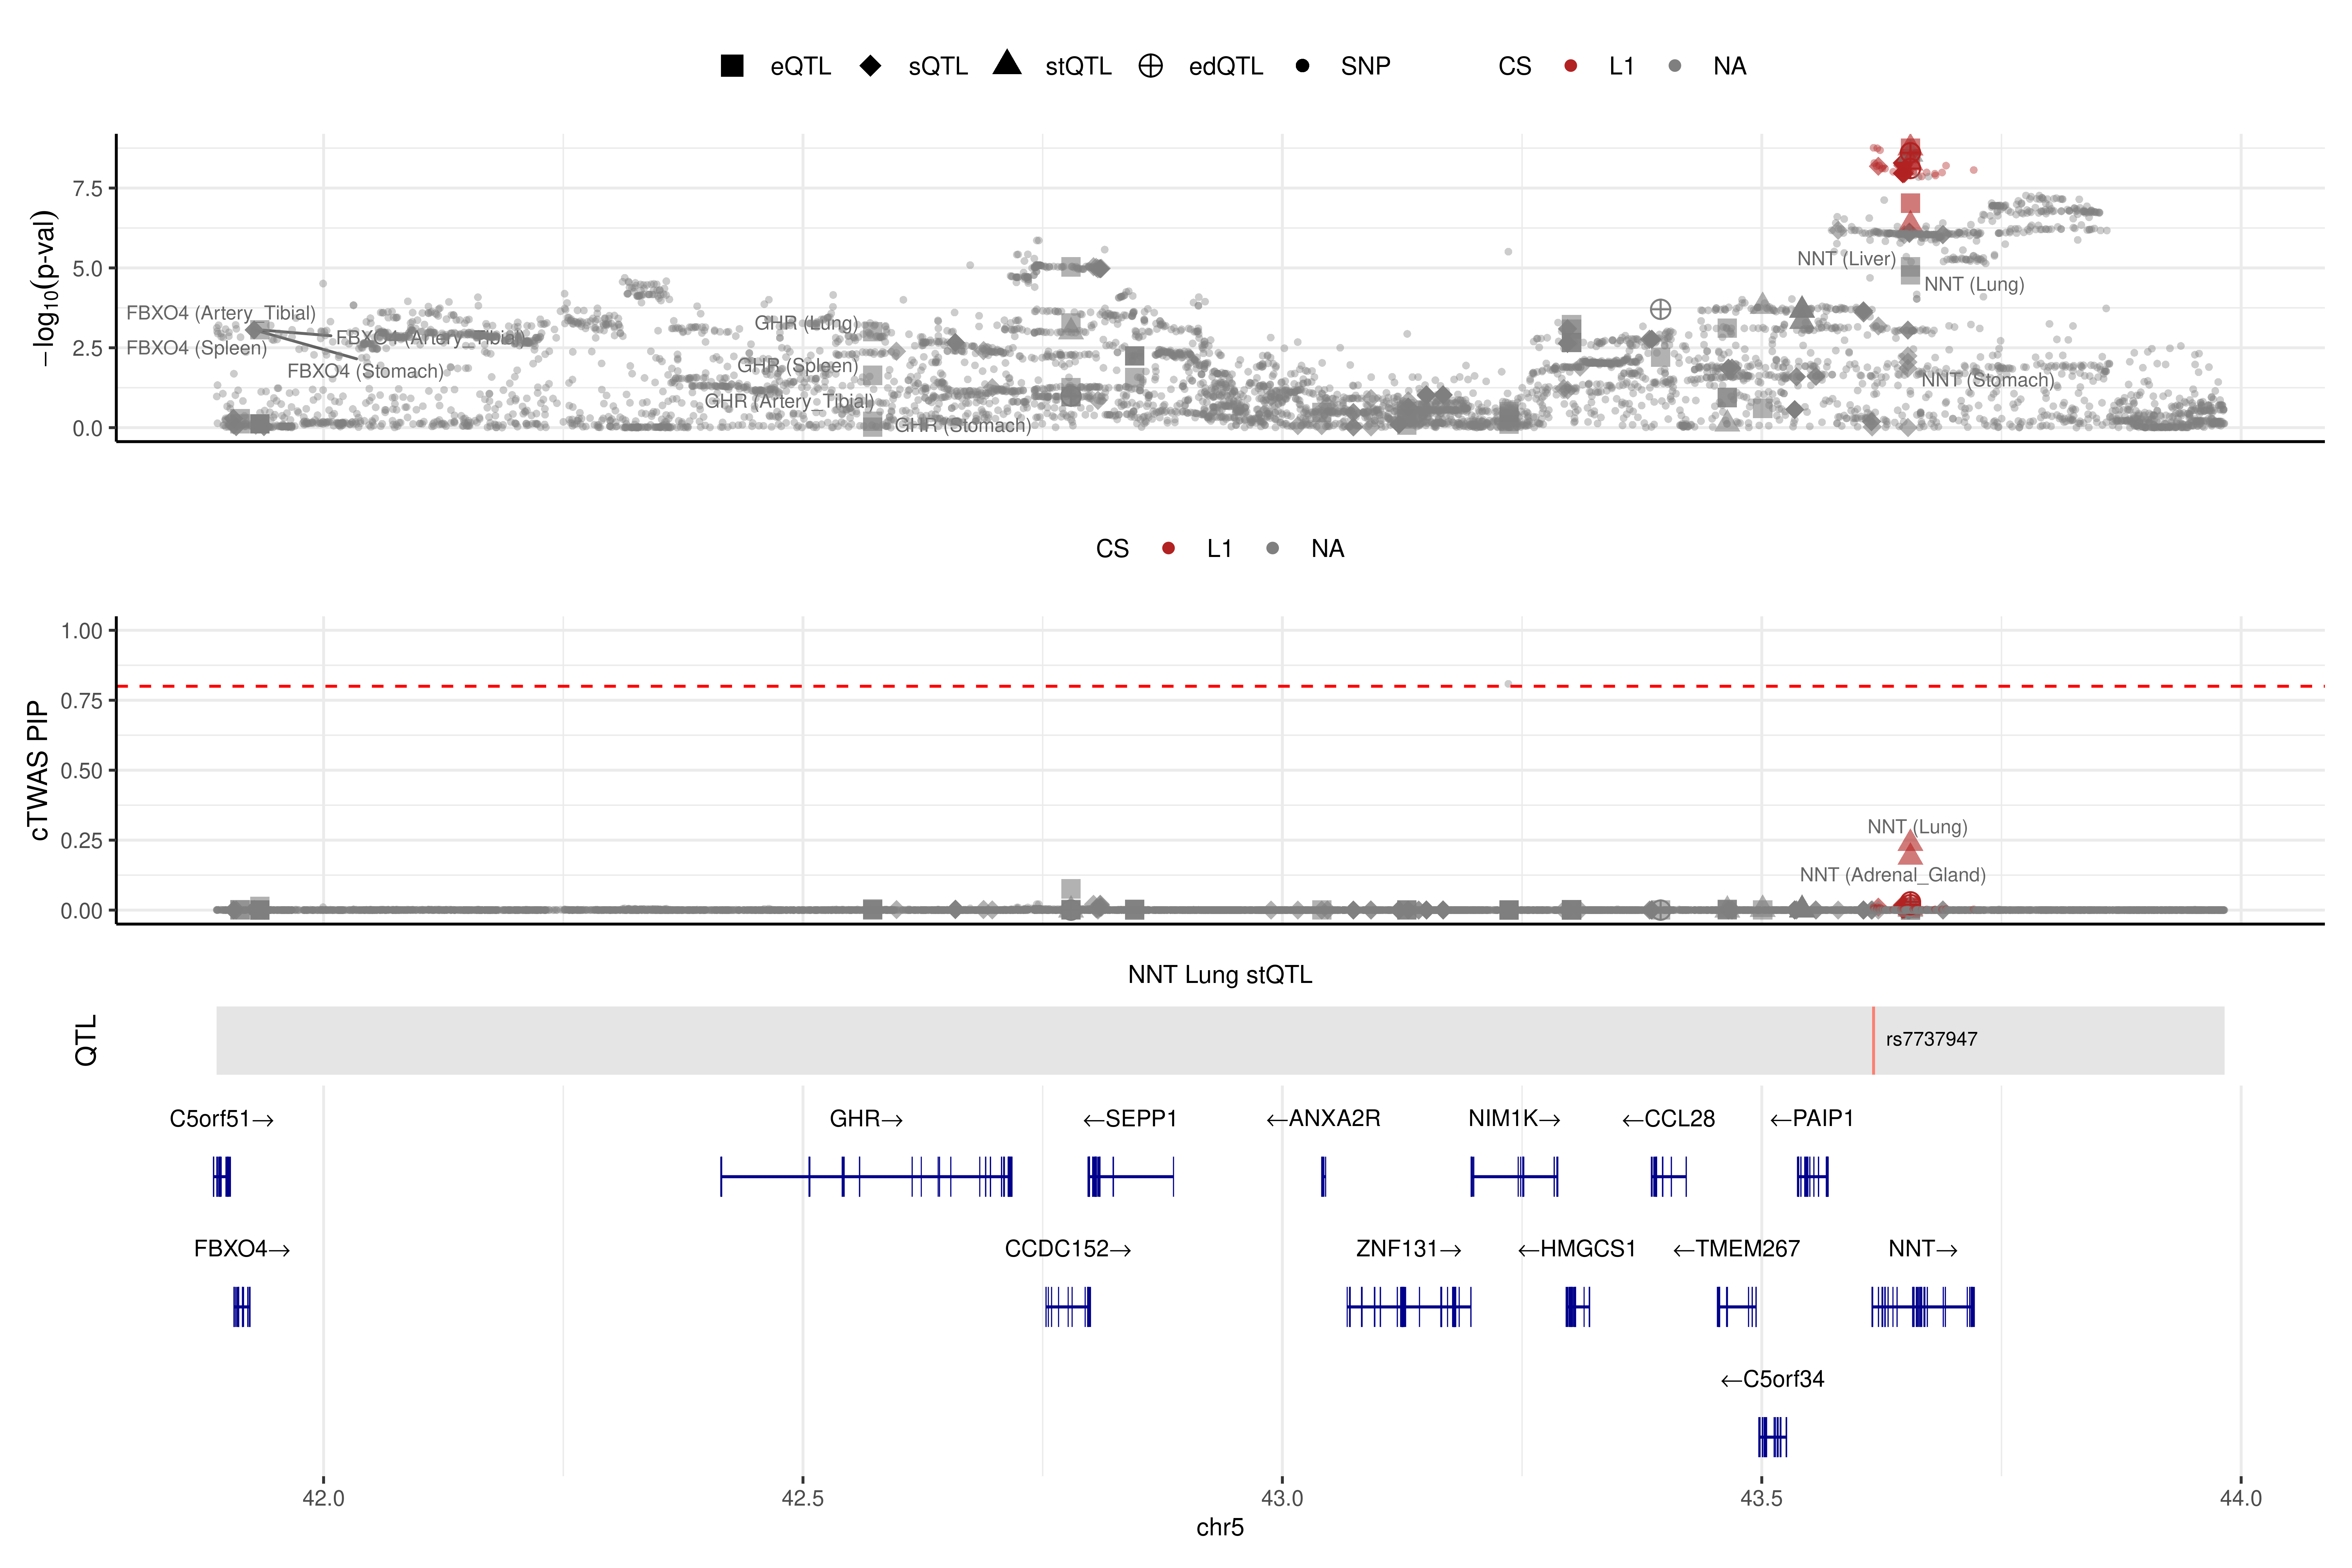 eQTL sQTL stQTL edQTL SNP CS L1 NA
−log10(p-val)
7.5
5.0
2.5
0.0
NNT (Liver)
NNT (Lung)
FBXO4 (Artery_Tibial)
GHR (Lung)
FBXO4 (Artery_Tibial)
FBXO4 (Spleen)
GHR (Spleen)
FBXO4 (Stomach)
NNT (Stomach)
GHR (Artery_Tibial)
GHR (Stomach)
CS L1 NA
cTWAS PIP
1.00
0.75
0.50
0.25
0.00
NNT (Lung)
NNT (Adrenal_Gland)
NNT Lung stQTL
QTL
rs7737947
C5orf51→ GHR→ ←SEPP1 ←ANXA2R NIM1K→ ←CCL28 ←PAIP1
FBXO4→ CCDC152→ ZNF131→ ←HMGCS1 ←TMEM267 NNT→
←C5orf34
42.0 42.5 43.0 43.5 44.0
chr5